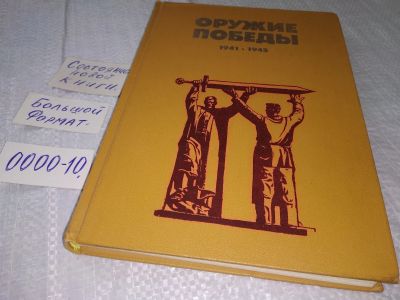 ОРУЖИЕ
ПОБЕДЫ
1941-1945
Состояние
новой
книги.
Большой
Формат.
0000-10,